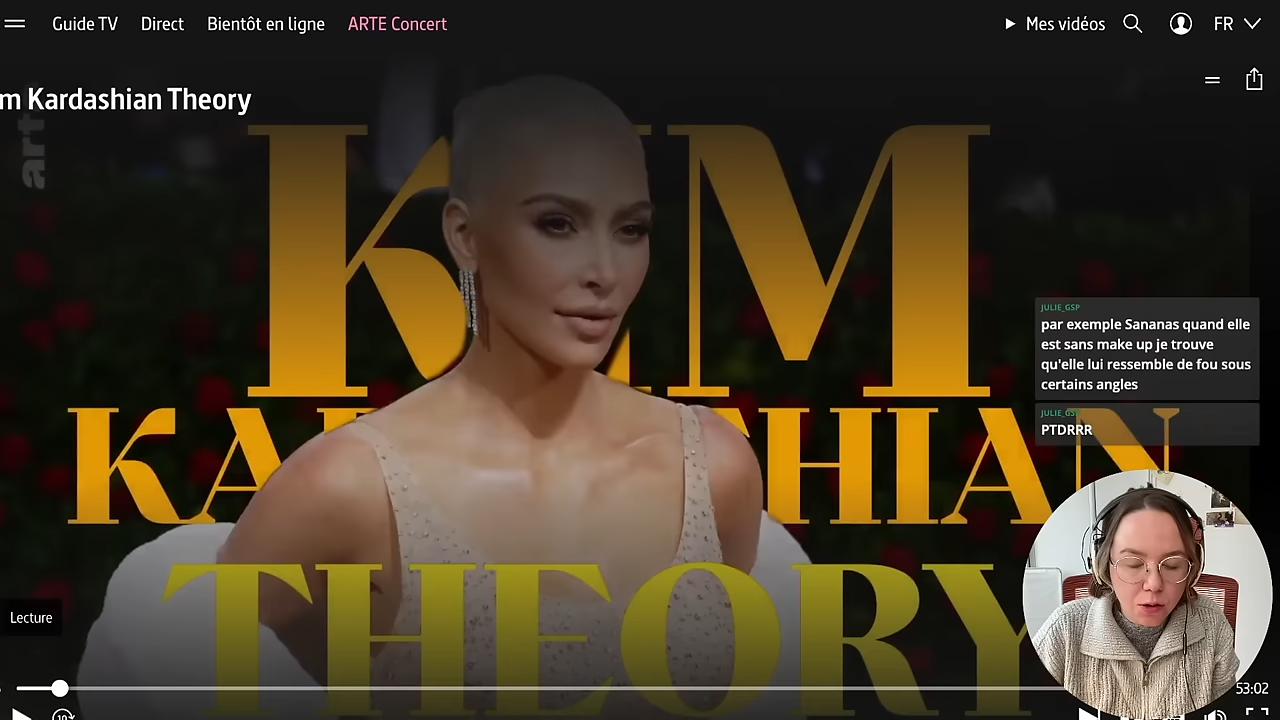 Guide TV
Direct
Bientôt en ligne
ARTE Concert
Mes vidéos
FR
m Kardashian Theory
arte
KIM
KA HIAN
THEORY
JULIE_GSP
par exemple Sananas quand elle
est sans make up je trouve
qu'elle lui ressemble de fou sous
certains angles
JULIE_GSP
PTDRRR
Lecture
53:02
10